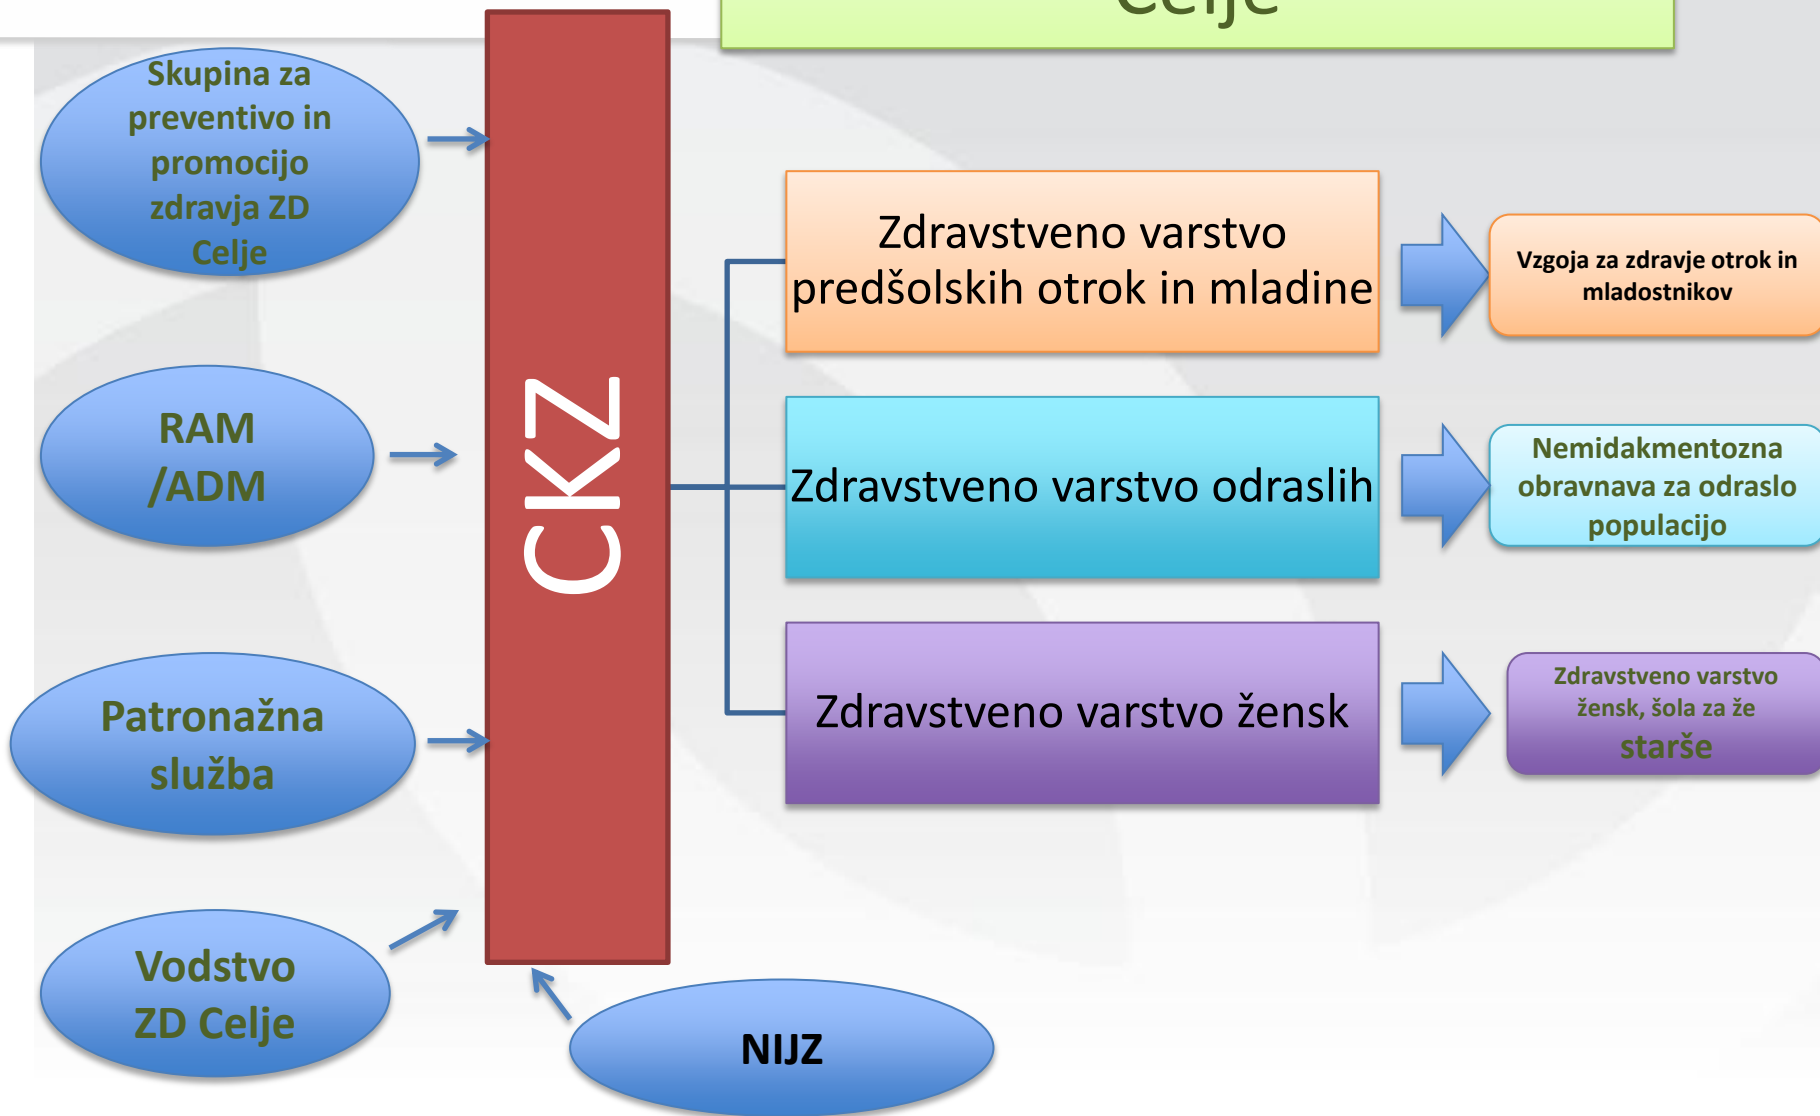 Celje
Skupina za
preventivo in
promocijo
zdravja ZD
Celje
RAM
/ADM
Patronažna
služba
Vodstvo
ZD Celje
NIJZ
CKZ
Zdravstveno varstvo
predšolskih otrok in mladine
Zdravstveno varstvo odraslih
Zdravstveno varstvo žensk
Vzgoja za zdravje otrok in
mladostnikov
Nemidakmentozna
obravnava za odraslo
populacijo
Zdravstveno varstvo
žensk, šola za že
starše